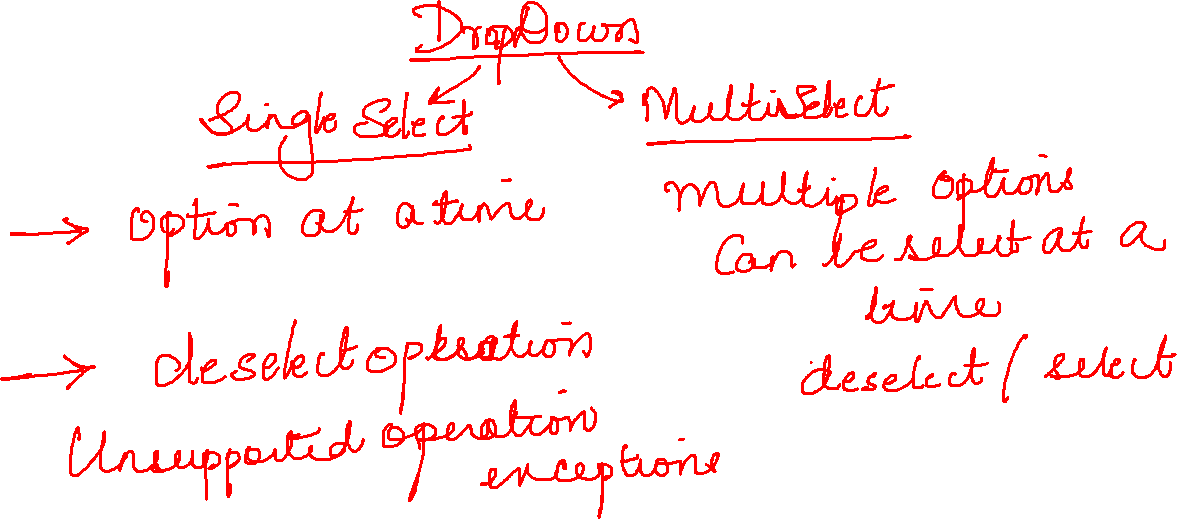 DropDowns
Single Select
MultiSelect
→ option at a time
multiple options
can be select at a
time
→ deselect operation
deselect / select
Unsupported operation
exceptions